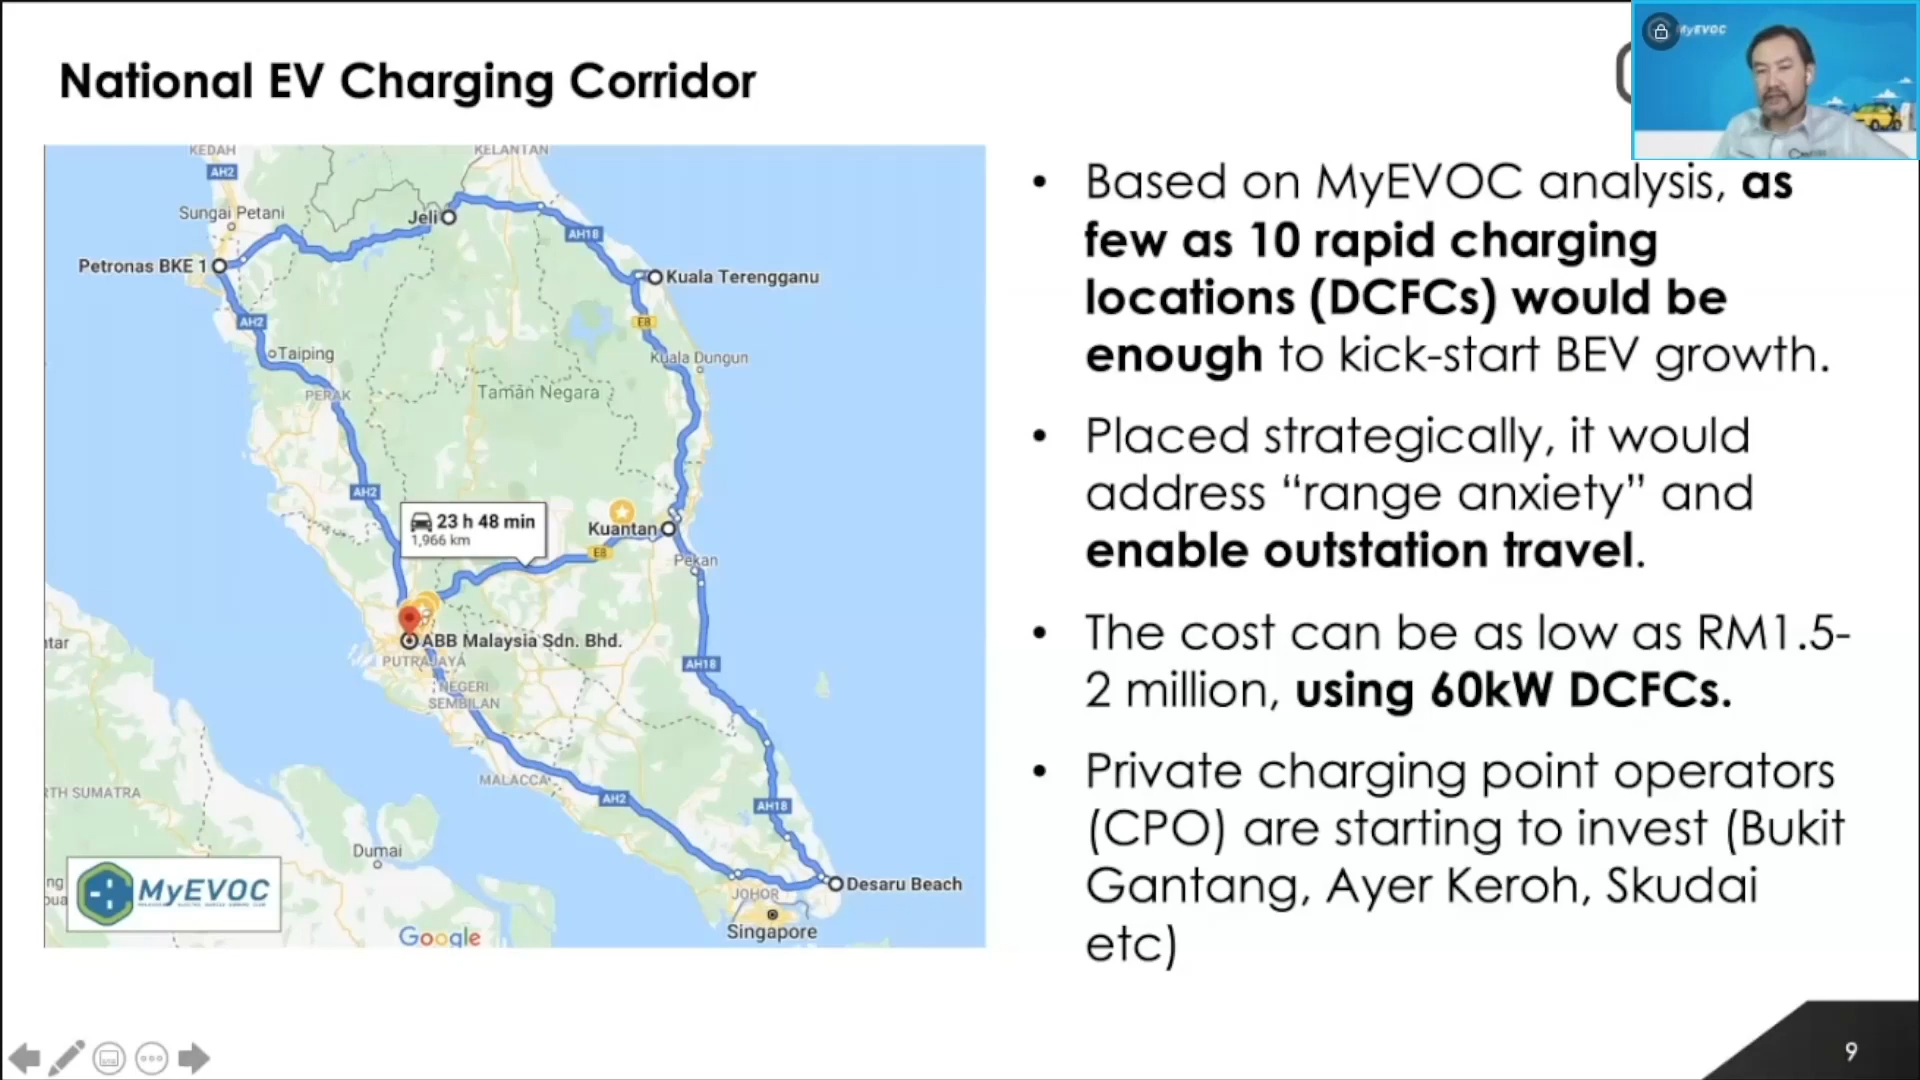 National EV Charging Corridor
MyEVOC
KEDAH
KELANTAN
AH2
Sungai Petani
Jeli
AH18
Petronas BKE 1
Kuala Terengganu
AH2
E8
Taiping
Kuala Dungun
PERAK
Taman Negara
AH2
23 h 48 min
1,966 km
Kuantan
E8
Pekan
ABB Malaysia Sdn. Bhd.
ntar
PUTRAJAYA
AH18
NEGERI
SEMBILAN
MALACCA
RTH SUMATRA
AH2
AH18
Dumai
ng
MyEVOC
Desaru Beach
JOHOR
Singapore
Google
• Based on MyEVOC analysis, as
few as 10 rapid charging
locations (DCFCs) would be
enough to kick-start BEV growth.
• Placed strategically, it would
address “range anxiety” and
enable outstation travel.
• The cost can be as low as RM1.5-
2 million, using 60kW DCFCs.
• Private charging point operators
(CPO) are starting to invest (Bukit
Gantang, Ayer Keroh, Skudai
etc)
9